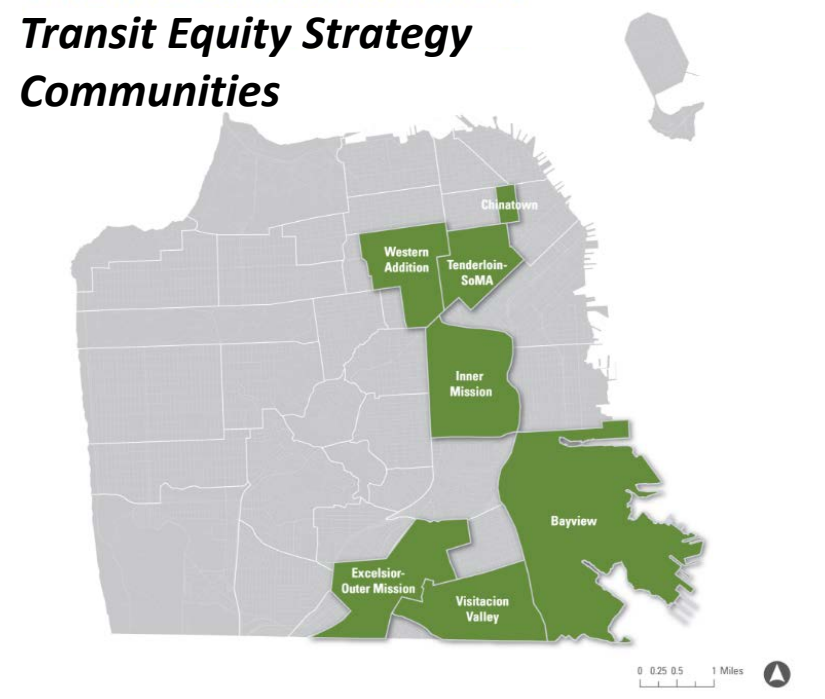 Transit Equity Strategy
Communities
Chinatown
Western
Addition
Tenderloin-
SoMA
Inner
Mission
Bayview
Excelsior-
Outer Mission
Visitacion
Valley
0 0.25 0.5 1 Miles